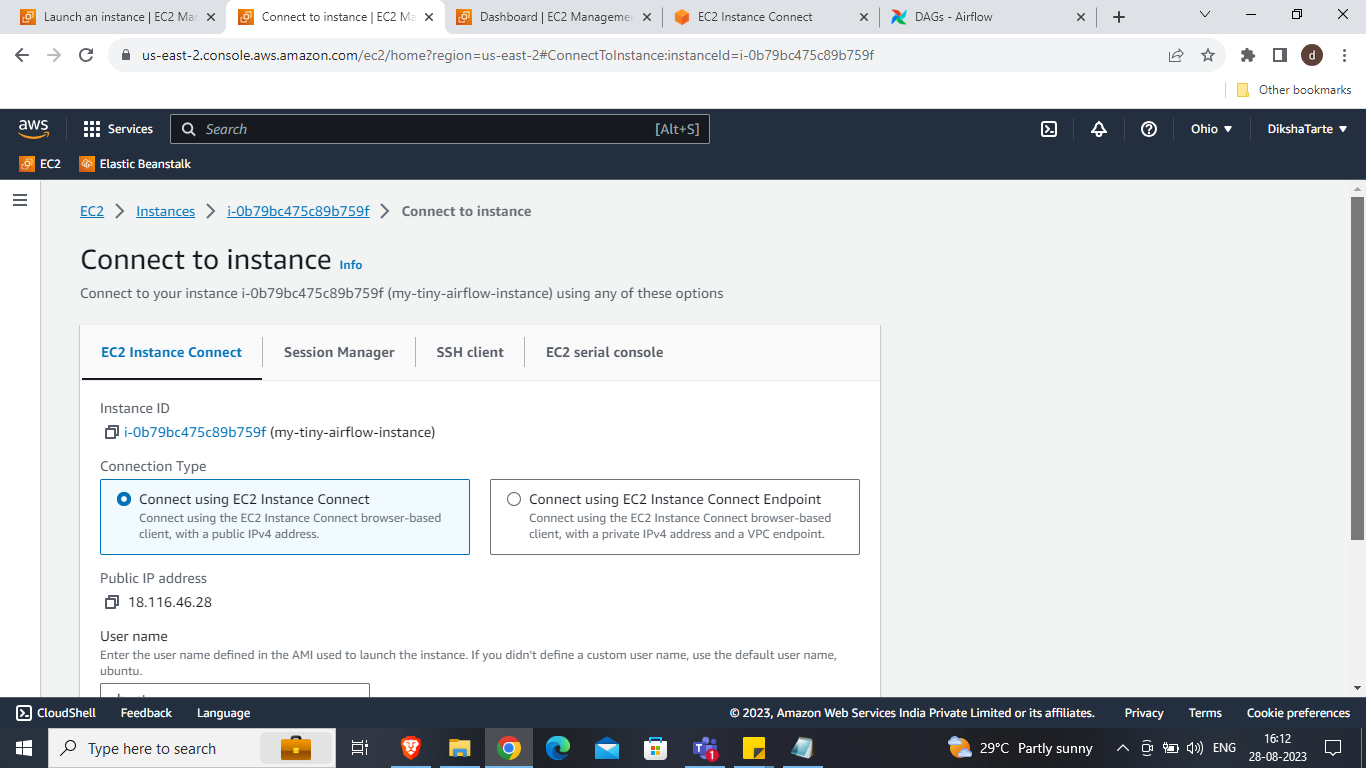 Launch an instance | EC2 Mar
Connect to instance | EC2 Ma
Dashboard | EC2 Managemen
EC2 Instance Connect
DAGs - Airflow
us-east-2.console.aws.amazon.com/ec2/home?region=us-east-2#ConnectToInstance:instanceId=i-0b79bc475c89b759f
d
Other bookmarks
aws
Services
Search
[Alt+S]
Ohio
DikshaTarte
EC2
Elastic Beanstalk
EC2
Instances
i-0b79bc475c89b759f
Connect to instance
Connect to instance Info
Connect to your instance i-0b79bc475c89b759f (my-tiny-airflow-instance) using any of these options
EC2 Instance Connect
Session Manager
SSH client
EC2 serial console
Instance ID
i-0b79bc475c89b759f (my-tiny-airflow-instance)
Connection Type
Connect using EC2 Instance Connect
Connect using the EC2 Instance Connect browser-based
client, with a public IPv4 address.
Connect using EC2 Instance Connect Endpoint
Connect using the EC2 Instance Connect browser-based
client, with a private IPv4 address and a VPC endpoint.
Public IP address
18.116.46.28
User name
Enter the user name defined in the AMI used to launch the instance. If you didn't define a custom user name, use the default user name,
ubuntu.
CloudShell
Feedback
Language
© 2023, Amazon Web Services India Private Limited or its affiliates.
Privacy
Terms
Cookie preferences
Type here to search
1
29°C Partly sunny
ENG
16:12
28-08-2023